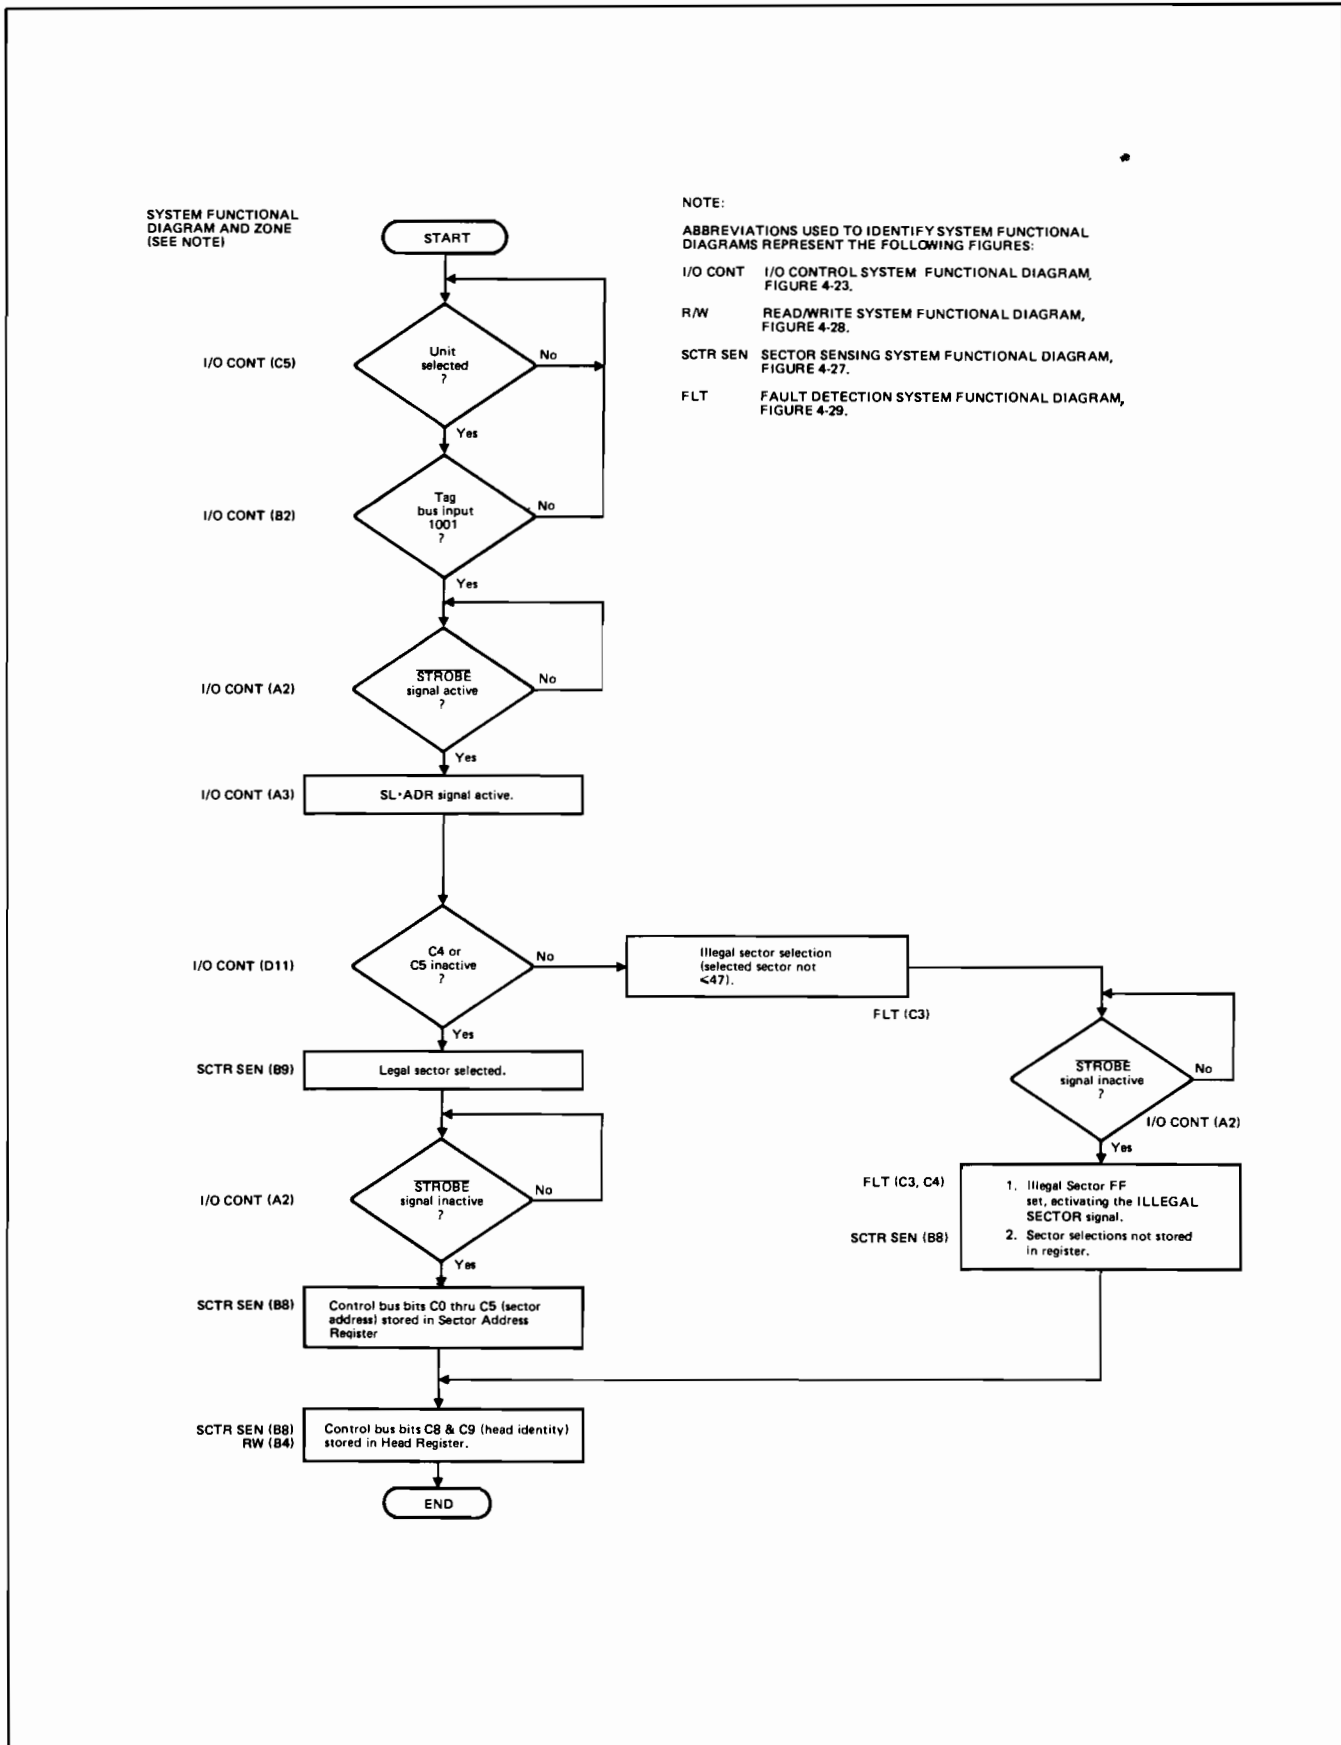 SYSTEM FUNCTIONAL
DIAGRAM AND ZONE
(SEE NOTE)
START
NOTE:
ABBREVIATIONS USED TO IDENTIFY SYSTEM FUNCTIONAL
DIAGRAMS REPRESENT THE FOLLOWING FIGURES:
I/O CONT I/O CONTROL SYSTEM FUNCTIONAL DIAGRAM,
FIGURE 4-23.
R/W READ/WRITE SYSTEM FUNCTIONAL DIAGRAM,
FIGURE 4-28.
SCTR SEN SECTOR SENSING SYSTEM FUNCTIONAL DIAGRAM,
FIGURE 4-27.
FLT FAULT DETECTION SYSTEM FUNCTIONAL DIAGRAM,
FIGURE 4-29.
I/O CONT (C5)
Unit
selected
?
No
Yes
I/O CONT (B2)
Tag
bus input
1001
?
No
Yes
I/O CONT (A2)
STROBE
signal active
?
No
Yes
I/O CONT (A3)
SL·ADR signal active.
I/O CONT (D11)
C4 or
C5 inactive
?
No
Yes
Illegal sector selection
(selected sector not
≤47).
FLT (C3)
STROBE
signal inactive
?
No
I/O CONT (A2)
Yes
SCTR SEN (B9)
Legal sector selected.
I/O CONT (A2)
STROBE
signal inactive
?
No
Yes
FLT (C3, C4)
SCTR SEN (B8)
1. Illegal Sector FF
set, activating the ILLEGAL
SECTOR signal.
2. Sector selections not stored
in register.
SCTR SEN (B8)
Control bus bits C0 thru C5 (sector
address) stored in Sector Address
Register
SCTR SEN (B8)
RW (B4)
Control bus bits C8 & C9 (head identity)
stored in Head Register.
END